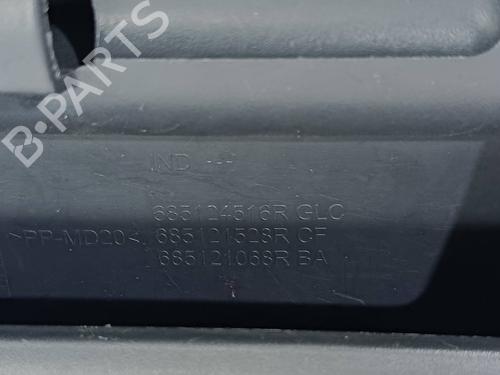 B-PARTS
IND
685124516R GLC
>PP-MD20< 685121528R CF
685121068R BA